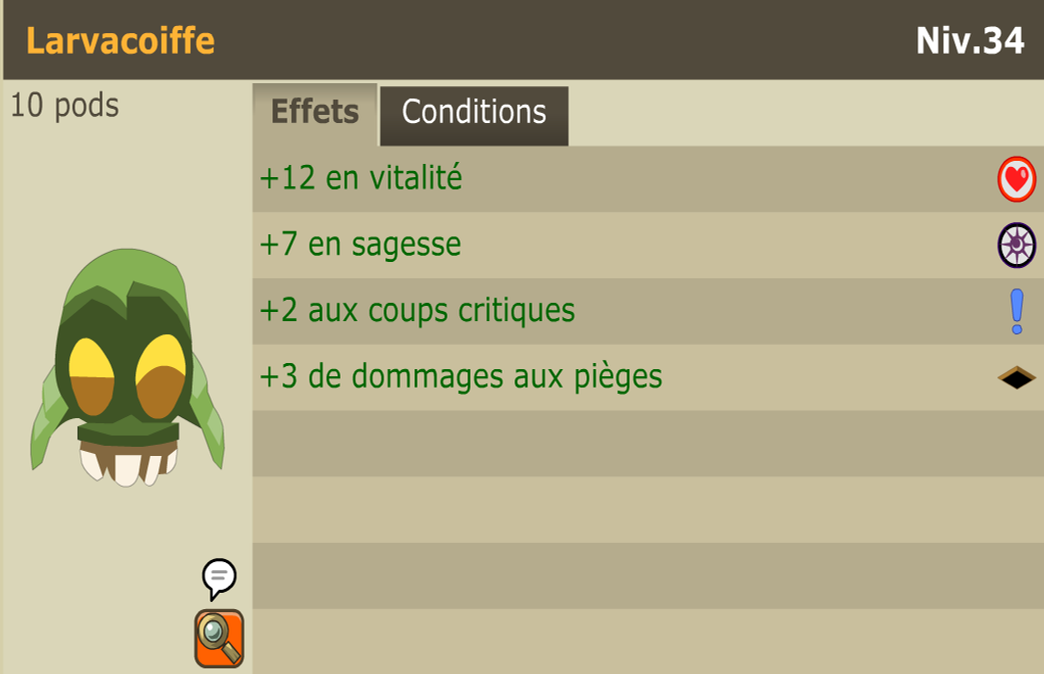 Larvacoiffe
Niv.34
10 pods
Effets
Conditions
+12 en vitalité
+7 en sagesse
+2 aux coups critiques
+3 de dommages aux pièges